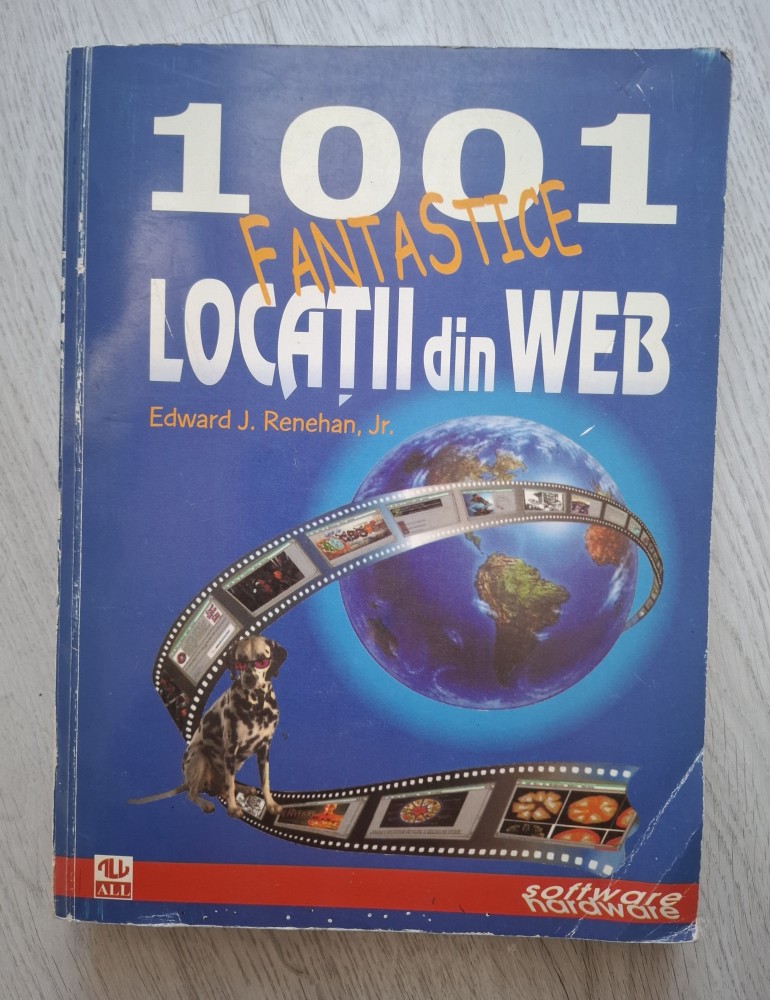 1001
FANTASTICE
LOCAȚII din WEB
Edward J. Renehan, Jr.
ALL
software
hardware